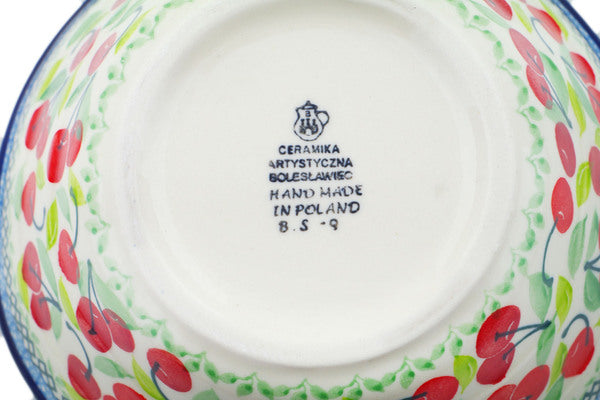 CERAMIKA
ARTYSTYCZNA
BOLESŁAWIEC
HAND MADE
IN POLAND
B.S-9